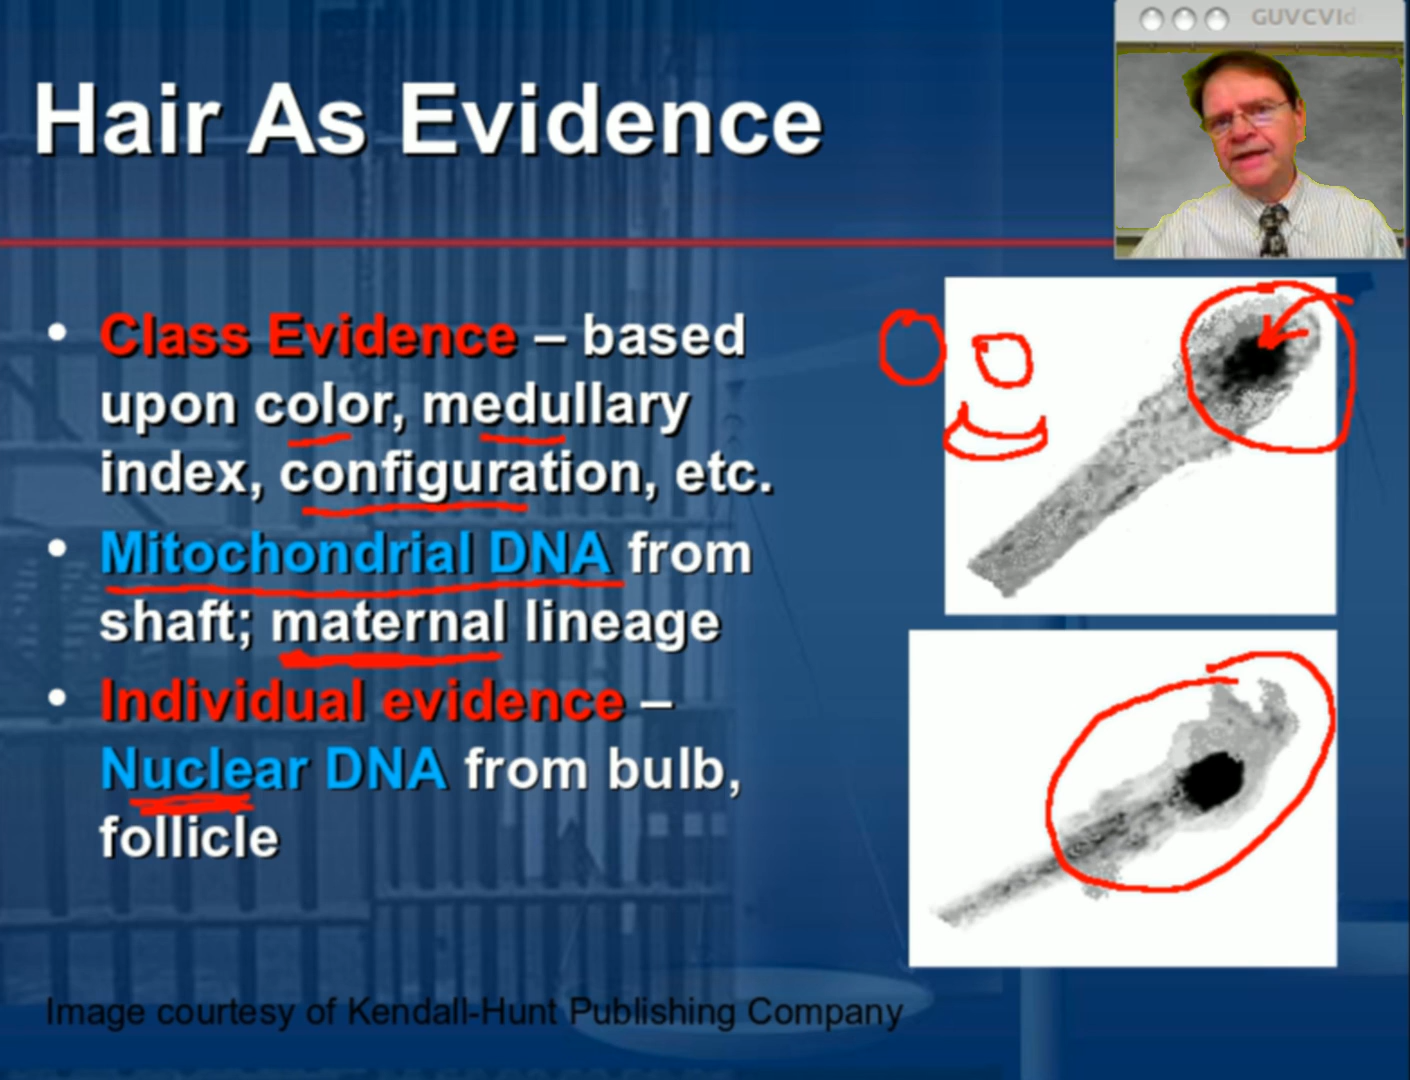 GUVCVid
Hair As Evidence
• Class Evidence – based
upon color, medullary
index, configuration, etc.
• Mitochondrial DNA from
shaft; maternal lineage
• Individual evidence –
Nuclear DNA from bulb,
follicle
Image courtesy of Kendall-Hunt Publishing Company